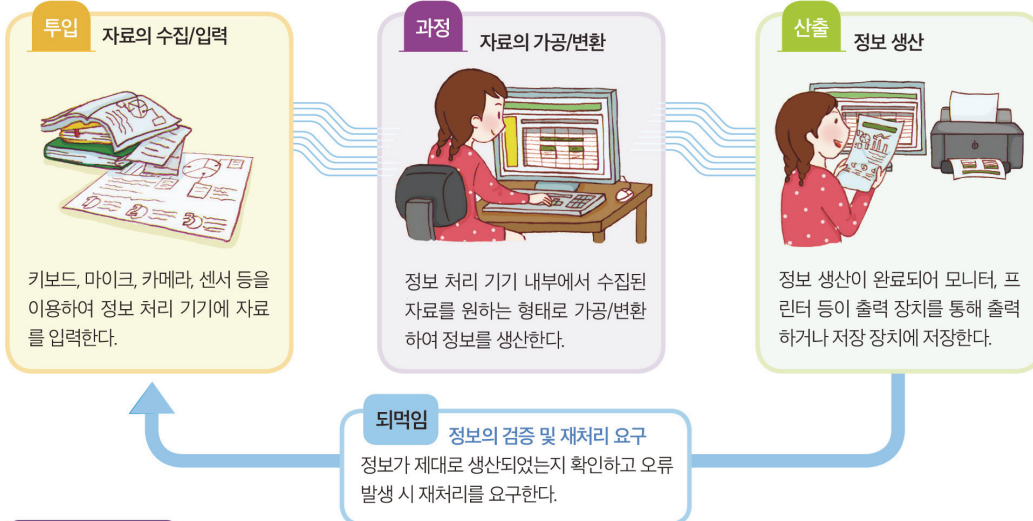 투입
자료의 수집/입력
키보드, 마이크, 카메라, 센서 등을
이용하여 정보 처리 기기에 자료
를 입력한다.
과정
자료의 가공/변환
정보 처리 기기 내부에서 수집된
자료를 원하는 형태로 가공/변환
하여 정보를 생산한다.
산출
정보 생산
정보 생산이 완료되어 모니터, 프
린터 등이 출력 장치를 통해 출력
하거나 저장 장치에 저장한다.
되먹임
정보의 검증 및 재처리 요구
정보가 제대로 생산되었는지 확인하고 오류
발생 시 재처리를 요구한다.